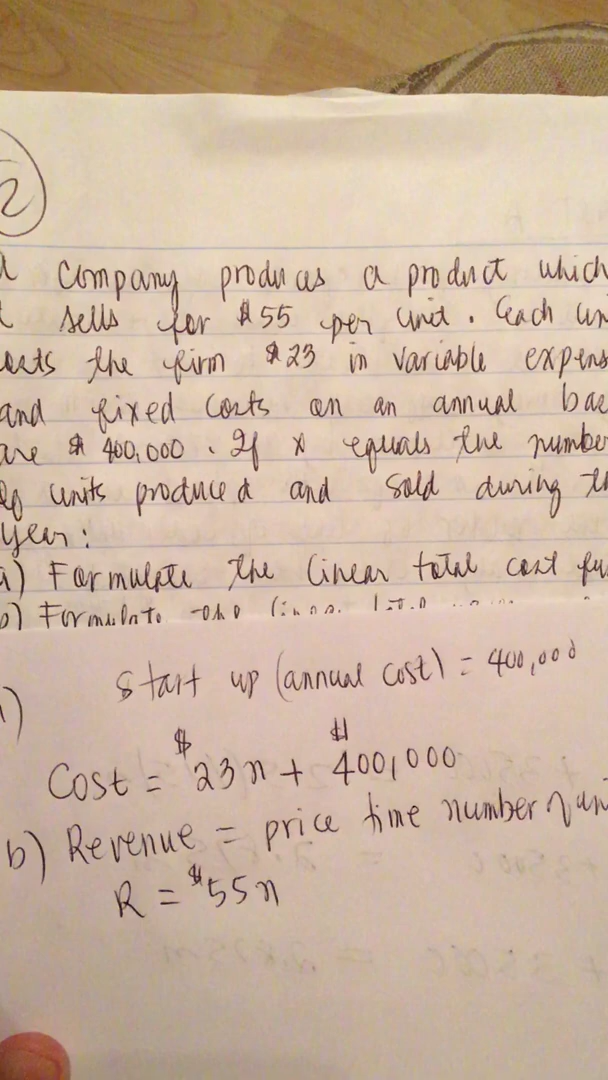 2
Company produces a product which
sells for $55 per unit. Each un
the firm $23 in variable expens
and fixed costs on an annual bas
are $400,000. If x equals the number
of units produced and sold during th
year:
a) Formulate the linear total cost fu
b) Formulate
start up (annual cost) = 400,000
Cost = $23x + $400,000
b) Revenue = price time number
R = $55x